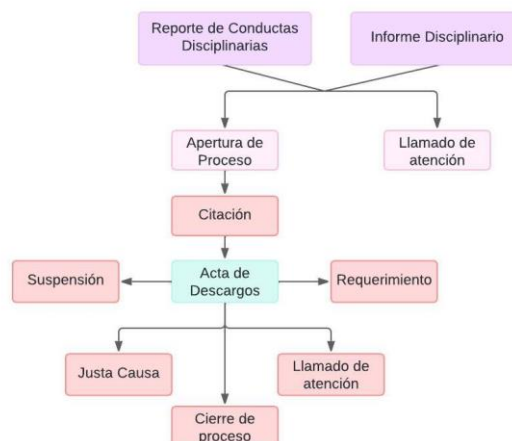 Reporte de Conductas
Disciplinarias
Informe Disciplinario
Apertura de
Proceso
Llamado de
atención
Citación
Suspensión
Acta de
Descargos
Requerimiento
Justa Causa
Llamado de
atención
Cierre de
proceso